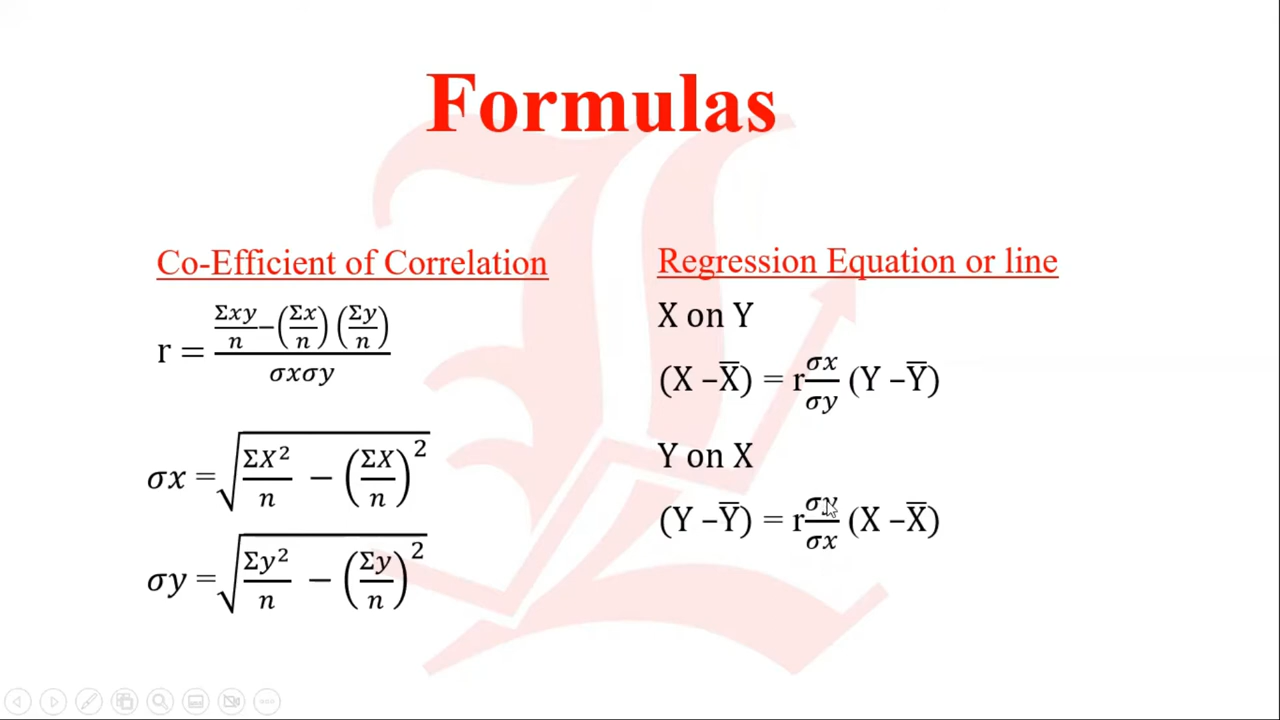 Formulas
Co-Efficient of Correlation
r = (Σxy/n − (Σx/n)(Σy/n)) / σxσy
σx = √(ΣX²/n − (ΣX/n)²)
σy = √(Σy²/n − (Σy/n)²)
Regression Equation or line
X on Y
(X –X̅) = r σx/σy (Y –Y̅)
Y on X
(Y –Y̅) = r σy/σx (X –X̅)